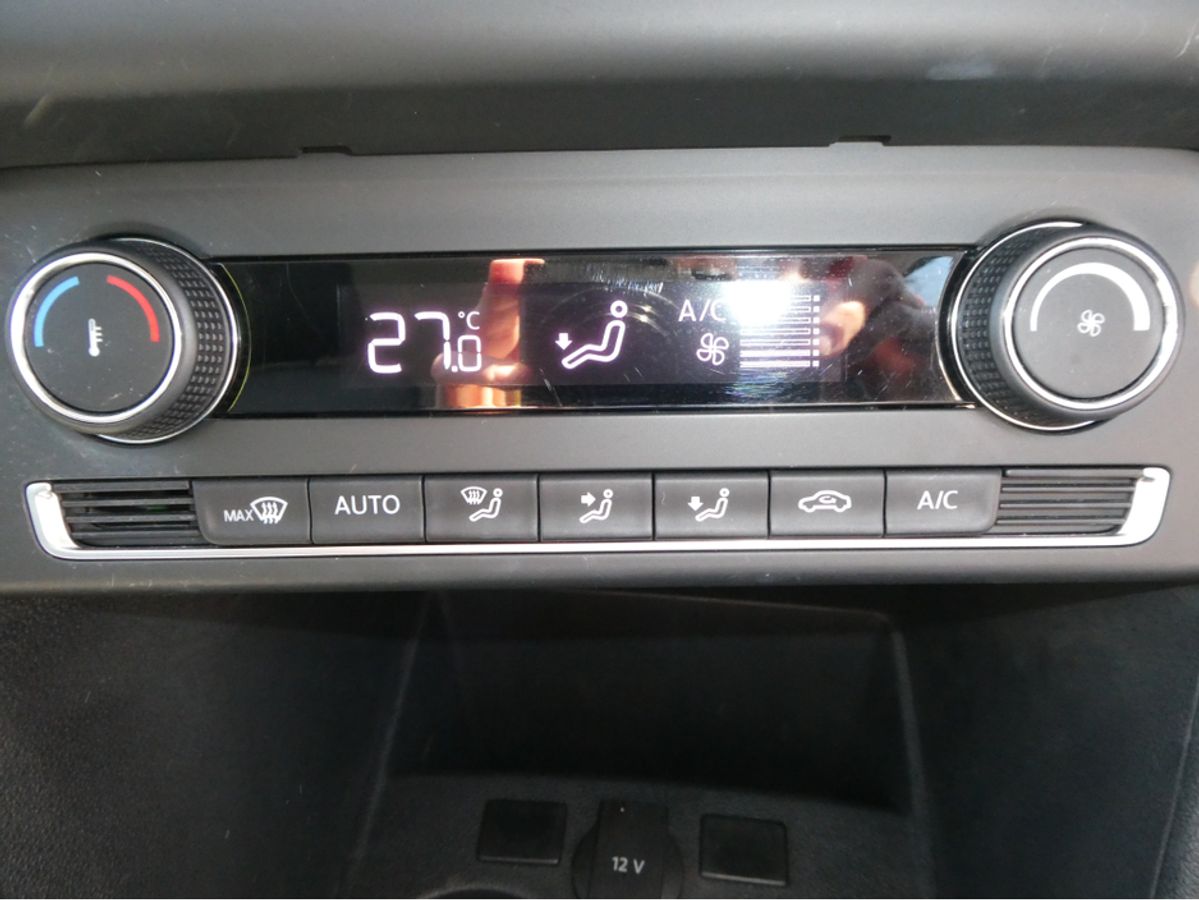 27.0 °C
A/C
MAX
AUTO
A/C
12 V